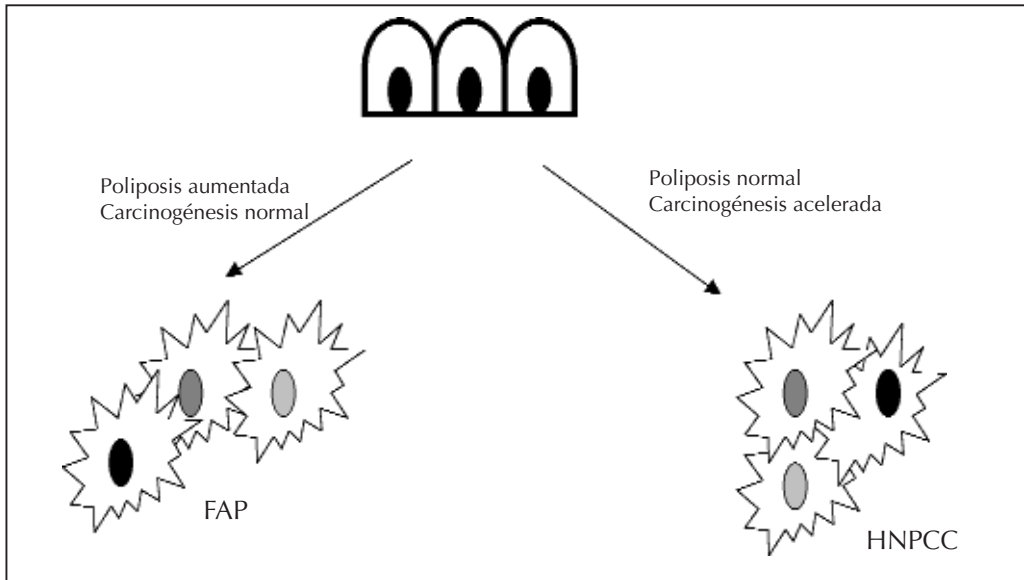 Poliposis aumentada
Carcinogénesis normal
Poliposis normal
Carcinogénesis acelerada
FAP
HNPCC